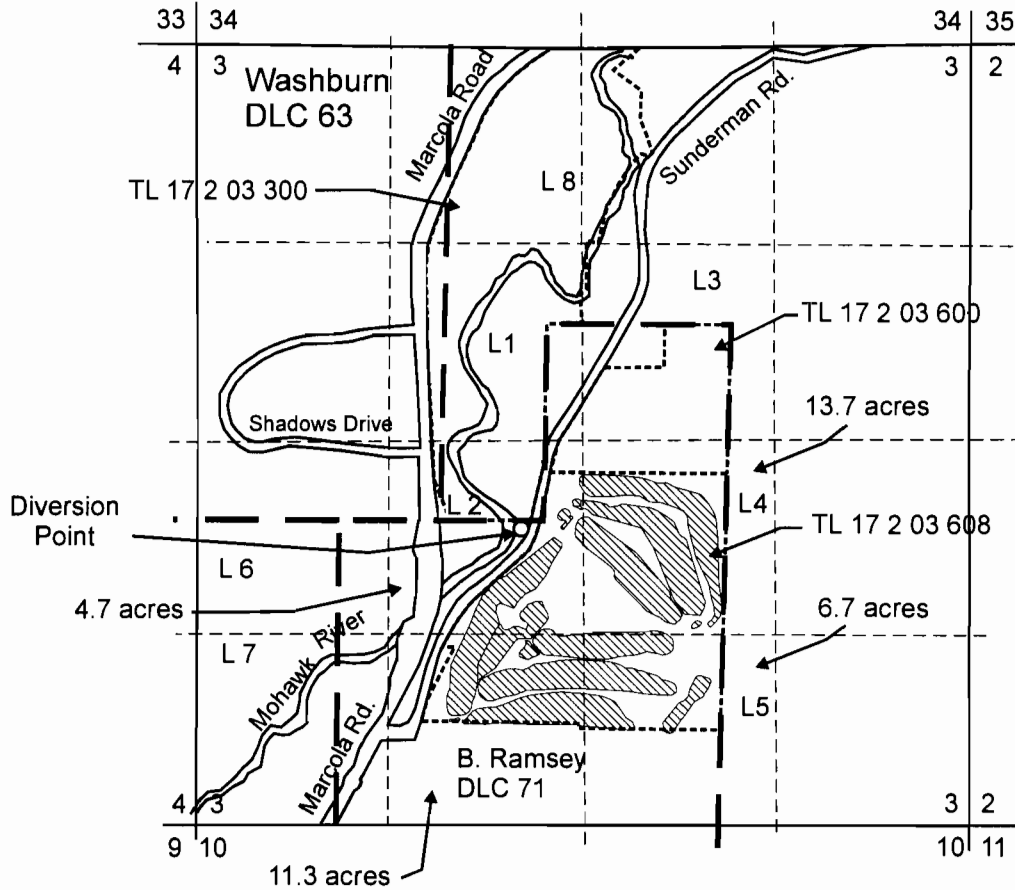 33 34
34 35
4 3
3 2
Washburn
DLC 63
Marcola Road
Sunderman Rd.
L 8
TL 17 2 03 300
L3
TL 17 2 03 600
L1
13.7 acres
Shadows Drive
L 2
L4
Diversion
Point
TL 17 2 03 608
L 6
4.7 acres
6.7 acres
L 7
Mohawk River
L5
Marcola Rd.
B. Ramsey
DLC 71
4 3
3 2
9 10
10 11
11.3 acres